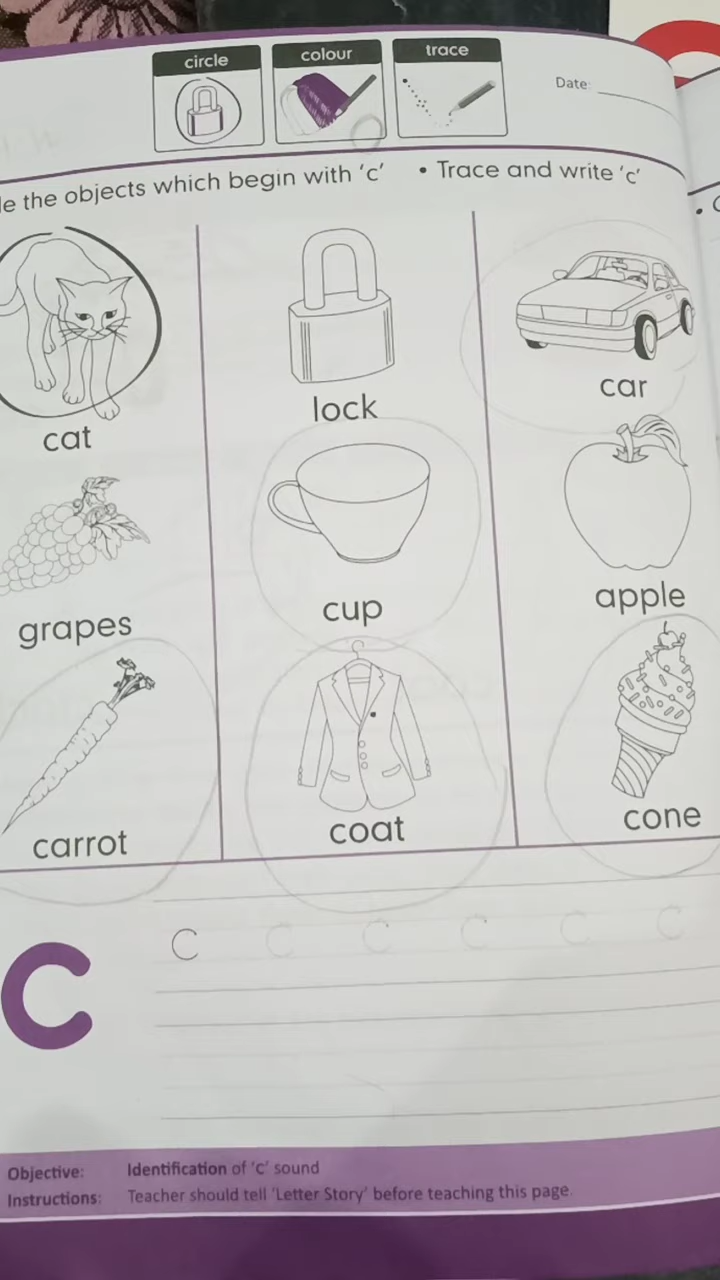 circle colour trace
Date:
the objects which begin with ‘c’ • Trace and write ‘c’
cat lock car
grapes cup apple
carrot coat cone
c c c c c c c
Objective: Identification of ‘c’ sound
Instructions: Teacher should tell ‘Letter Story’ before teaching this page.